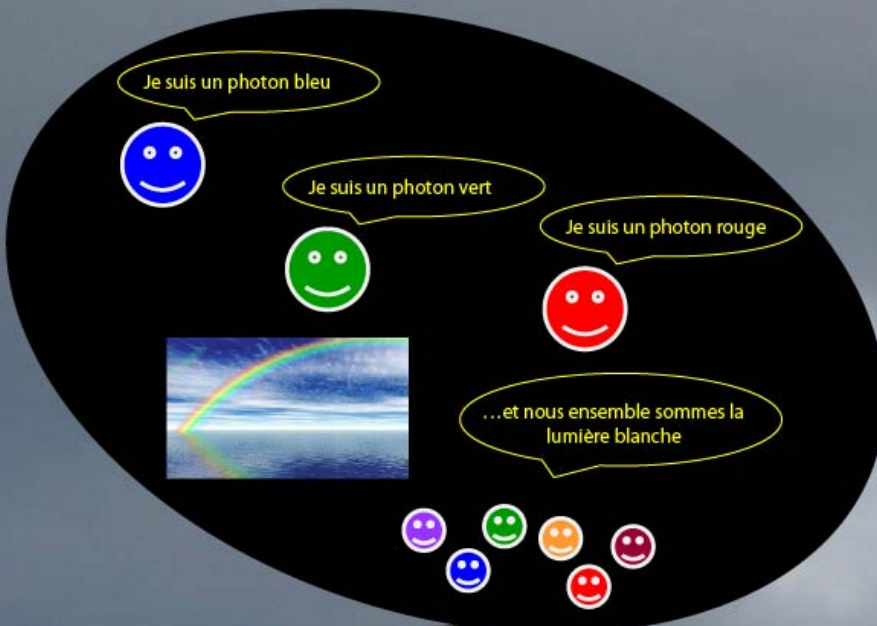 Je suis un photon bleu
Je suis un photon vert
Je suis un photon rouge
…et nous ensemble sommes la
lumière blanche